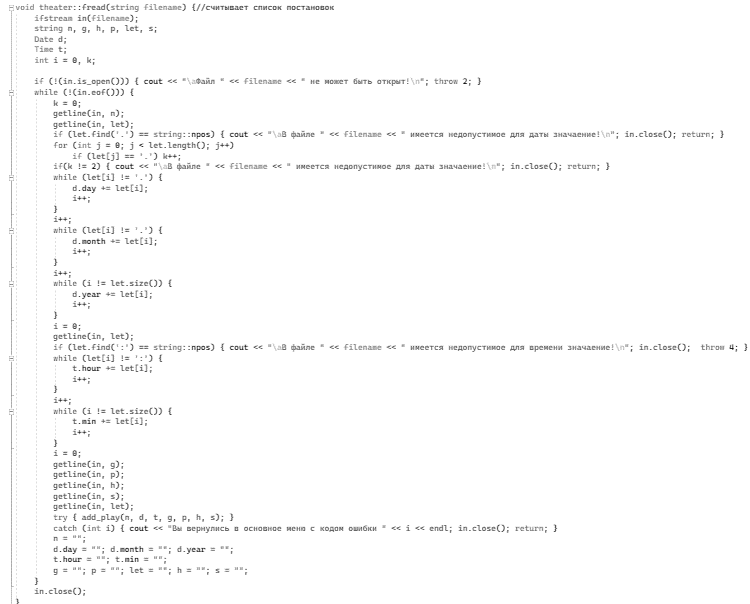 void theater::fread(string filename) {//считывает список постановок
ifstream in(filename);
string n, g, h, p, let, s;
Date d;
Time t;
int i = 0, k;
if (!(in.is_open())) { cout << "\aФайл " << filename << " не может быть открыт!\n"; throw 2; }
while (!(in.eof())) {
k = 0;
getline(in, n);
getline(in, let);
if (let.find('.') == string::npos) { cout << "\aВ файле " << filename << " имеется недопустимое для даты значаение!\n"; in.close(); return; }
for (int j = 0; j < let.length(); j++)
if (let[j] == '.') k++;
if(k != 2) { cout << "\aВ файле " << filename << " имеется недопустимое для даты значаение!\n"; in.close(); return; }
while (let[i] != '.') {
d.day += let[i];
i++;
}
i++;
while (let[i] != '.') {
d.month += let[i];
i++;
}
i++;
while (i != let.size()) {
d.year += let[i];
i++;
}
i = 0;
getline(in, let);
if (let.find(':') == string::npos) { cout << "\aВ файле " << filename << " имеется недопустимое для времени значаение!\n"; in.close();  throw 4; }
while (let[i] != ':') {
t.hour += let[i];
i++;
}
i++;
while (i != let.size()) {
t.min += let[i];
i++;
}
i = 0;
getline(in, g);
getline(in, p);
getline(in, h);
getline(in, s);
getline(in, let);
try { add_play(n, d, t, g, p, h, s); }
catch (int i) { cout << "Вы вернулись в основное меню с кодом ошибки " << i << endl; in.close(); return; }
n = "";
d.day = ""; d.month = ""; d.year = "";
t.hour = ""; t.min = "";
g = ""; p = ""; let = ""; h = ""; s = "";
}
in.close();
}